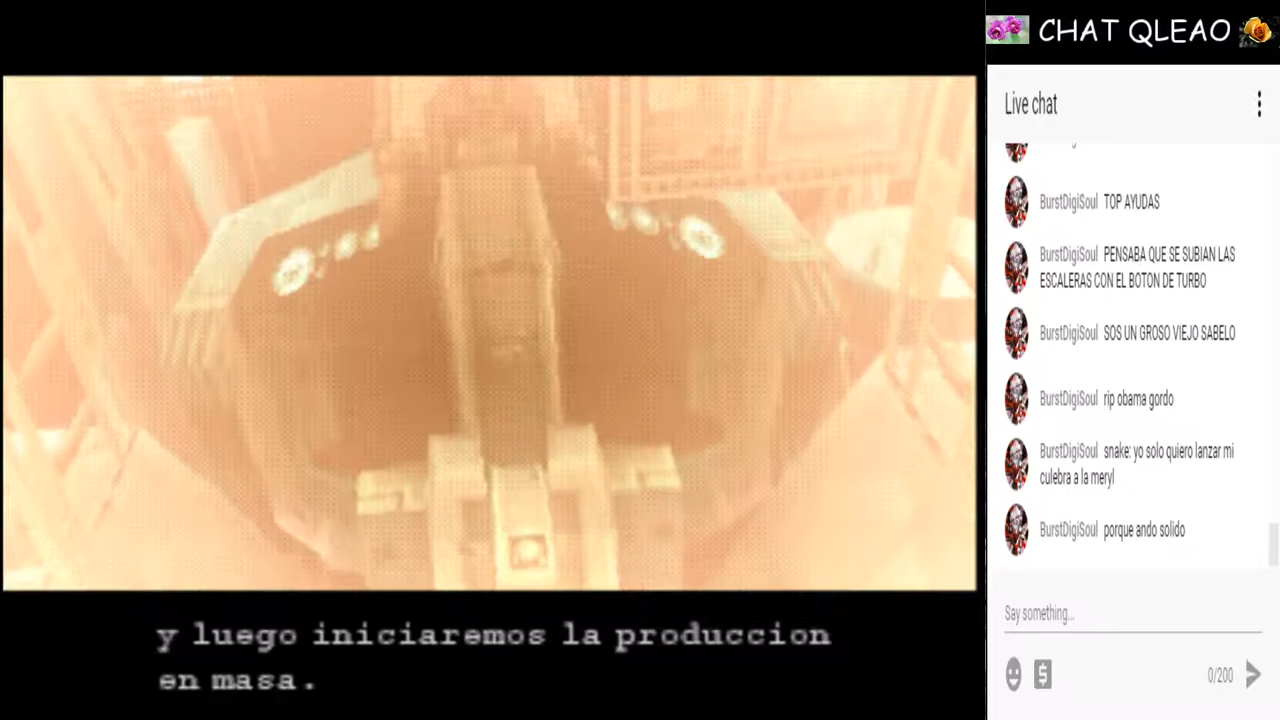 CHAT QLEAO
Live chat
BurstDigiSoul TOP AYUDAS
BurstDigiSoul PENSABA QUE SE SUBIAN LAS
ESCALERAS CON EL BOTON DE TURBO
BurstDigiSoul SOS UN GROSO VIEJO SABELO
BurstDigiSoul rip obama gordo
BurstDigiSoul snake: yo solo quiero lanzar mi
culebra a la meryl
BurstDigiSoul porque ando solido
Say something...
0/200
y luego iniciaremos la produccion
en masa.